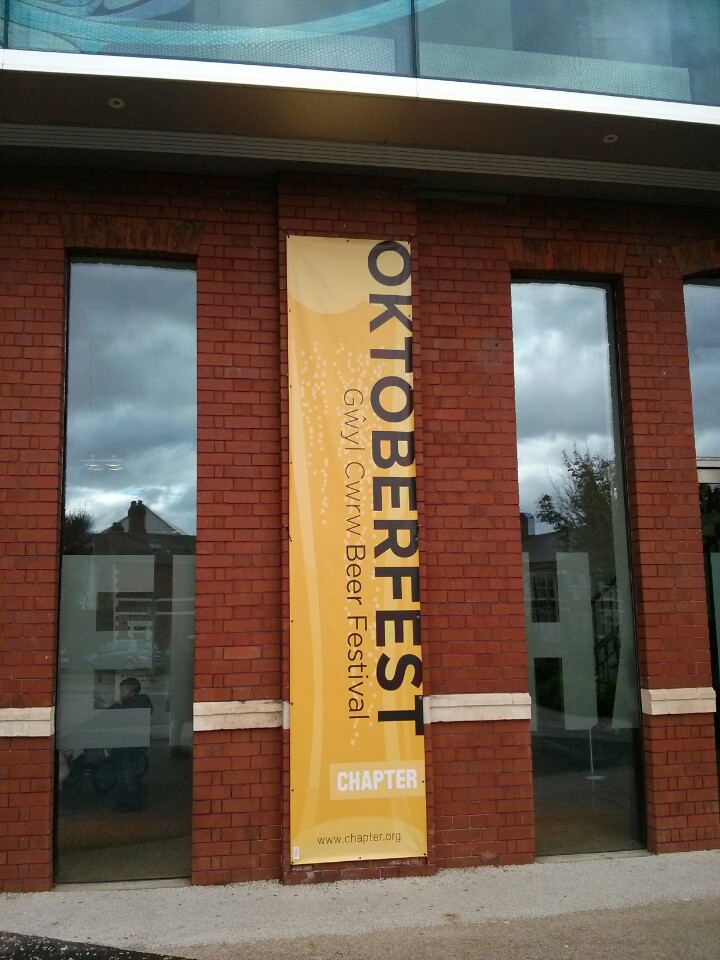 OKTOBERFEST
Gŵyl Cwrw Beer Festival
CHAPTER
www.chapter.org